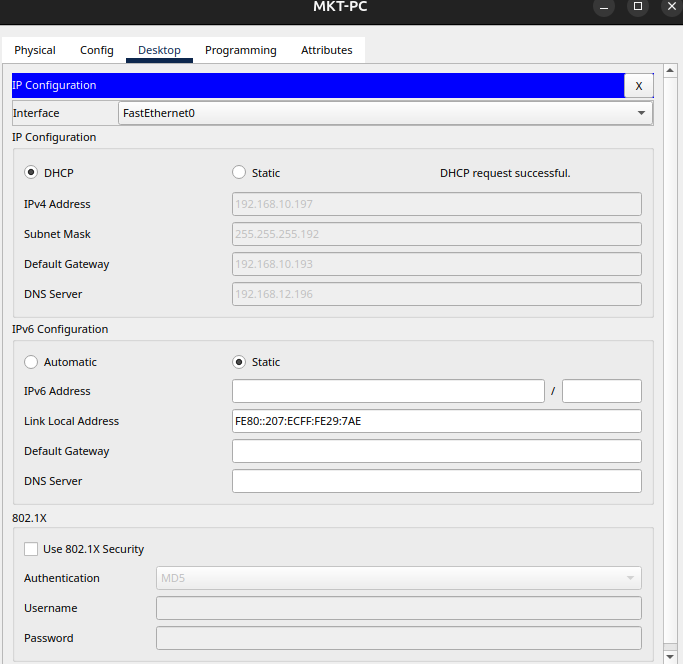 MKT-PC
Physical Config Desktop Programming Attributes
IP Configuration X
Interface FastEthernet0
IP Configuration
DHCP Static DHCP request successful.
IPv4 Address 192.168.10.197
Subnet Mask 255.255.255.192
Default Gateway 192.168.10.193
DNS Server 192.168.12.196
IPv6 Configuration
Automatic Static
IPv6 Address /
Link Local Address FE80::207:ECFF:FE29:7AE
Default Gateway
DNS Server
802.1X
Use 802.1X Security
Authentication MD5
Username
Password